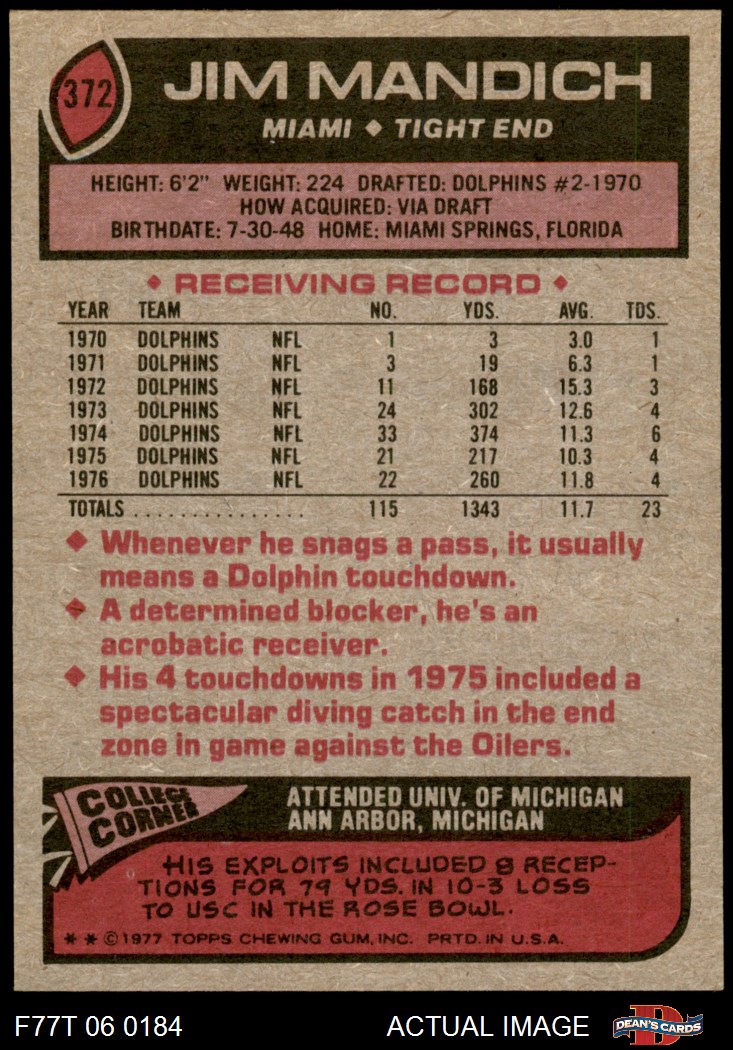 372
JIM MANDICH
MIAMI ◆ TIGHT END
HEIGHT: 6'2" WEIGHT: 224 DRAFTED: DOLPHINS #2-1970
HOW ACQUIRED: VIA DRAFT
BIRTHDATE: 7-30-48 HOME: MIAMI SPRINGS, FLORIDA
◆ RECEIVING RECORD ◆
YEAR TEAM NO. YDS. AVG. TDS.
1970 DOLPHINS NFL 1 3 3.0 1
1971 DOLPHINS NFL 3 19 6.3 1
1972 DOLPHINS NFL 11 168 15.3 3
1973 DOLPHINS NFL 24 302 12.6 4
1974 DOLPHINS NFL 33 374 11.3 6
1975 DOLPHINS NFL 21 217 10.3 4
1976 DOLPHINS NFL 22 260 11.8 4
TOTALS ............... 115 1343 11.7 23
◆ Whenever he snags a pass, it usually
means a Dolphin touchdown.
◆ A determined blocker, he's an
acrobatic receiver.
◆ His 4 touchdowns in 1975 included a
spectacular diving catch in the end
zone in game against the Oilers.
COLLEGE
CORNER
ATTENDED UNIV. OF MICHIGAN
ANN ARBOR, MICHIGAN
HIS EXPLOITS INCLUDED 8 RECEP-
TIONS FOR 79 YDS. IN 10-3 LOSS
TO USC IN THE ROSE BOWL.
* * © 1977 TOPPS CHEWING GUM, INC. PRTD. IN U.S.A.
F77T 06 0184 ACTUAL IMAGE D DEAN'S CARDS